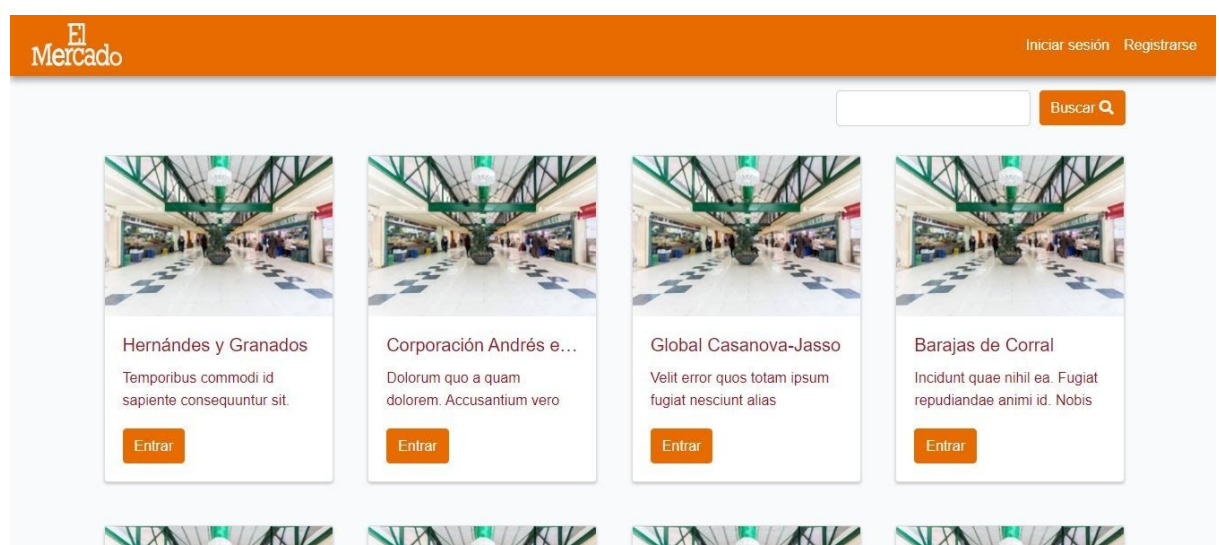 El
Mercado
Iniciar sesión Registrarse
Buscar
Hernándes y Granados
Temporibus commodi id
sapiente consequuntur sit.
Entrar
Corporación Andrés e…
Dolorum quo a quam
dolorem. Accusantium vero
Entrar
Global Casanova-Jasso
Velit error quos totam ipsum
fugiat nesciunt alias
Entrar
Barajas de Corral
Incidunt quae nihil ea. Fugiat
repudiandae animi id. Nobis
Entrar